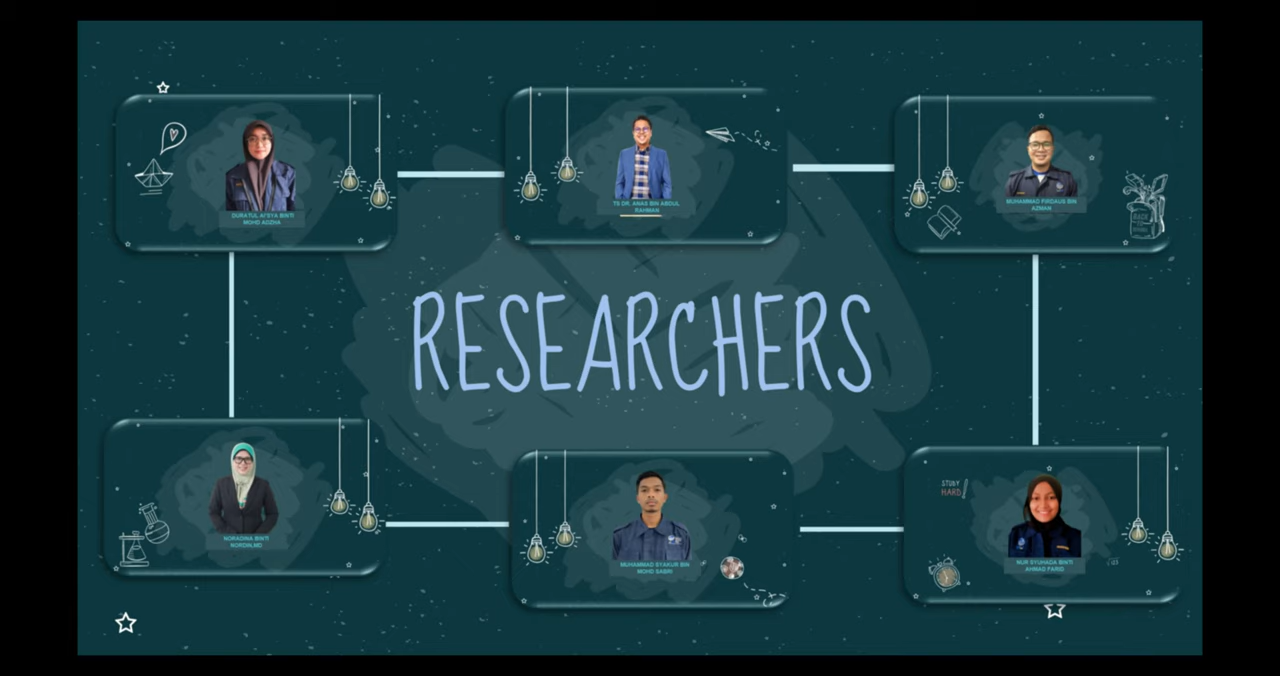 DURATUL AI'SYA BINTI
MOHD ADZHA
TS DR. ANAS BIN ABDUL
RAHMAN
MUHAMMAD FIRDAUS BIN
AZMAN
RESEARCHERS
NORADINA BINTI
NORDIN.MD
MUHAMMAD SYAKUR BIN
MOHD SABRI
STUDY
HARD!
NUR SYUHADA BINTI
AHMAD FARID